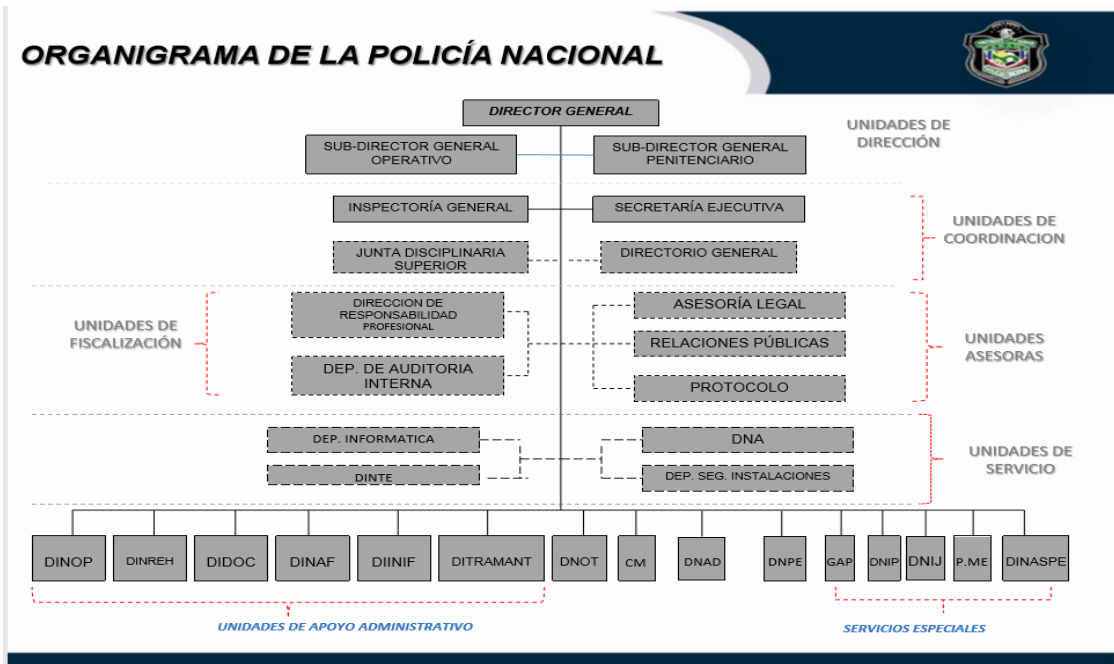 ORGANIGRAMA DE LA POLICÍA NACIONAL
DIRECTOR GENERAL
UNIDADES DE
DIRECCIÓN
SUB-DIRECTOR GENERAL
OPERATIVO
SUB-DIRECTOR GENERAL
PENITENCIARIO
INSPECTORÍA GENERAL
SECRETARÍA EJECUTIVA
UNIDADES DE
COORDINACION
JUNTA DISCIPLINARIA
SUPERIOR
DIRECTORIO GENERAL
UNIDADES DE
FISCALIZACIÓN
DIRECCION DE
RESPONSABILIDAD
PROFESIONAL
DEP. DE AUDITORIA
INTERNA
ASESORÍA LEGAL
RELACIONES PÚBLICAS
PROTOCOLO
UNIDADES
ASESORAS
DEP. INFORMATICA
DINTE
DNA
DEP. SEG. INSTALACIONES
UNIDADES DE
SERVICIO
DINOP
DINREH
DIDOC
DINAF
DIINIF
DITRAMANT
DNOT
CM
DNAD
DNPE
GAP
DNIP
DNIJ
P.ME
DINASPE
UNIDADES DE APOYO ADMINISTRATIVO
SERVICIOS ESPECIALES